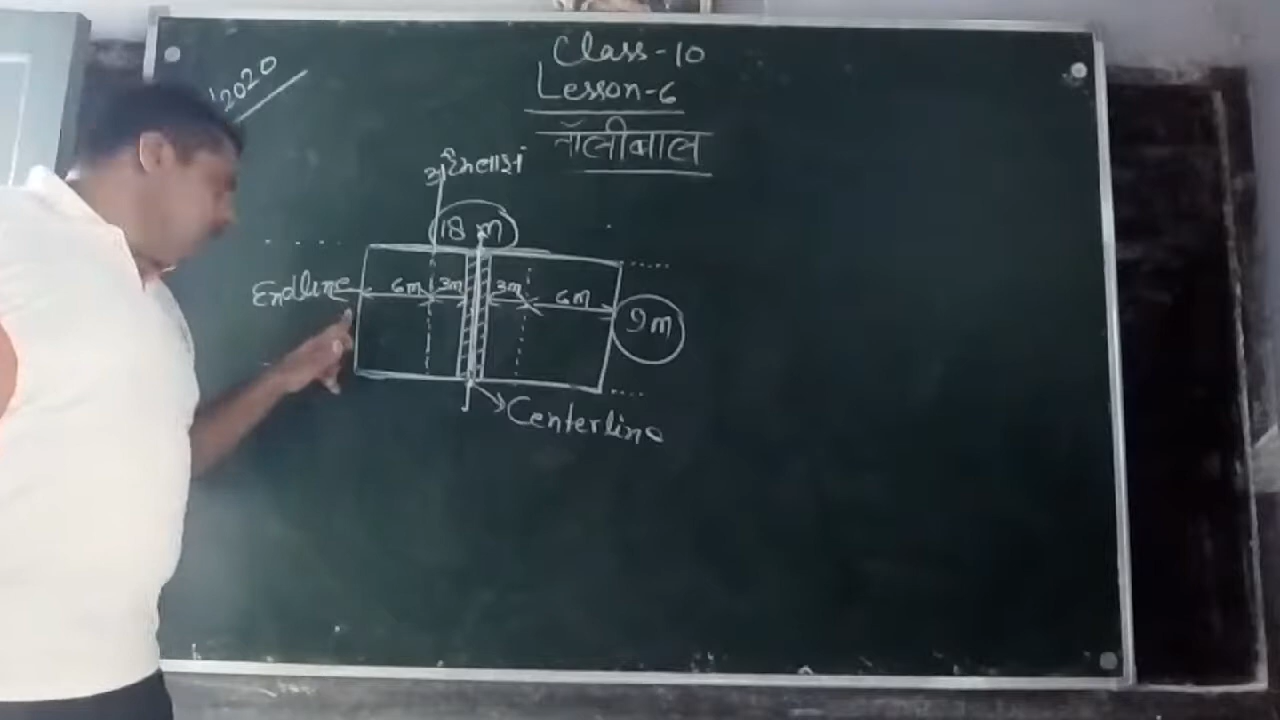 2020
Class-10
Lesson-6
वॉलीबाल
18 m
Endline
6m 3m 3m 6m
9m
Centerline